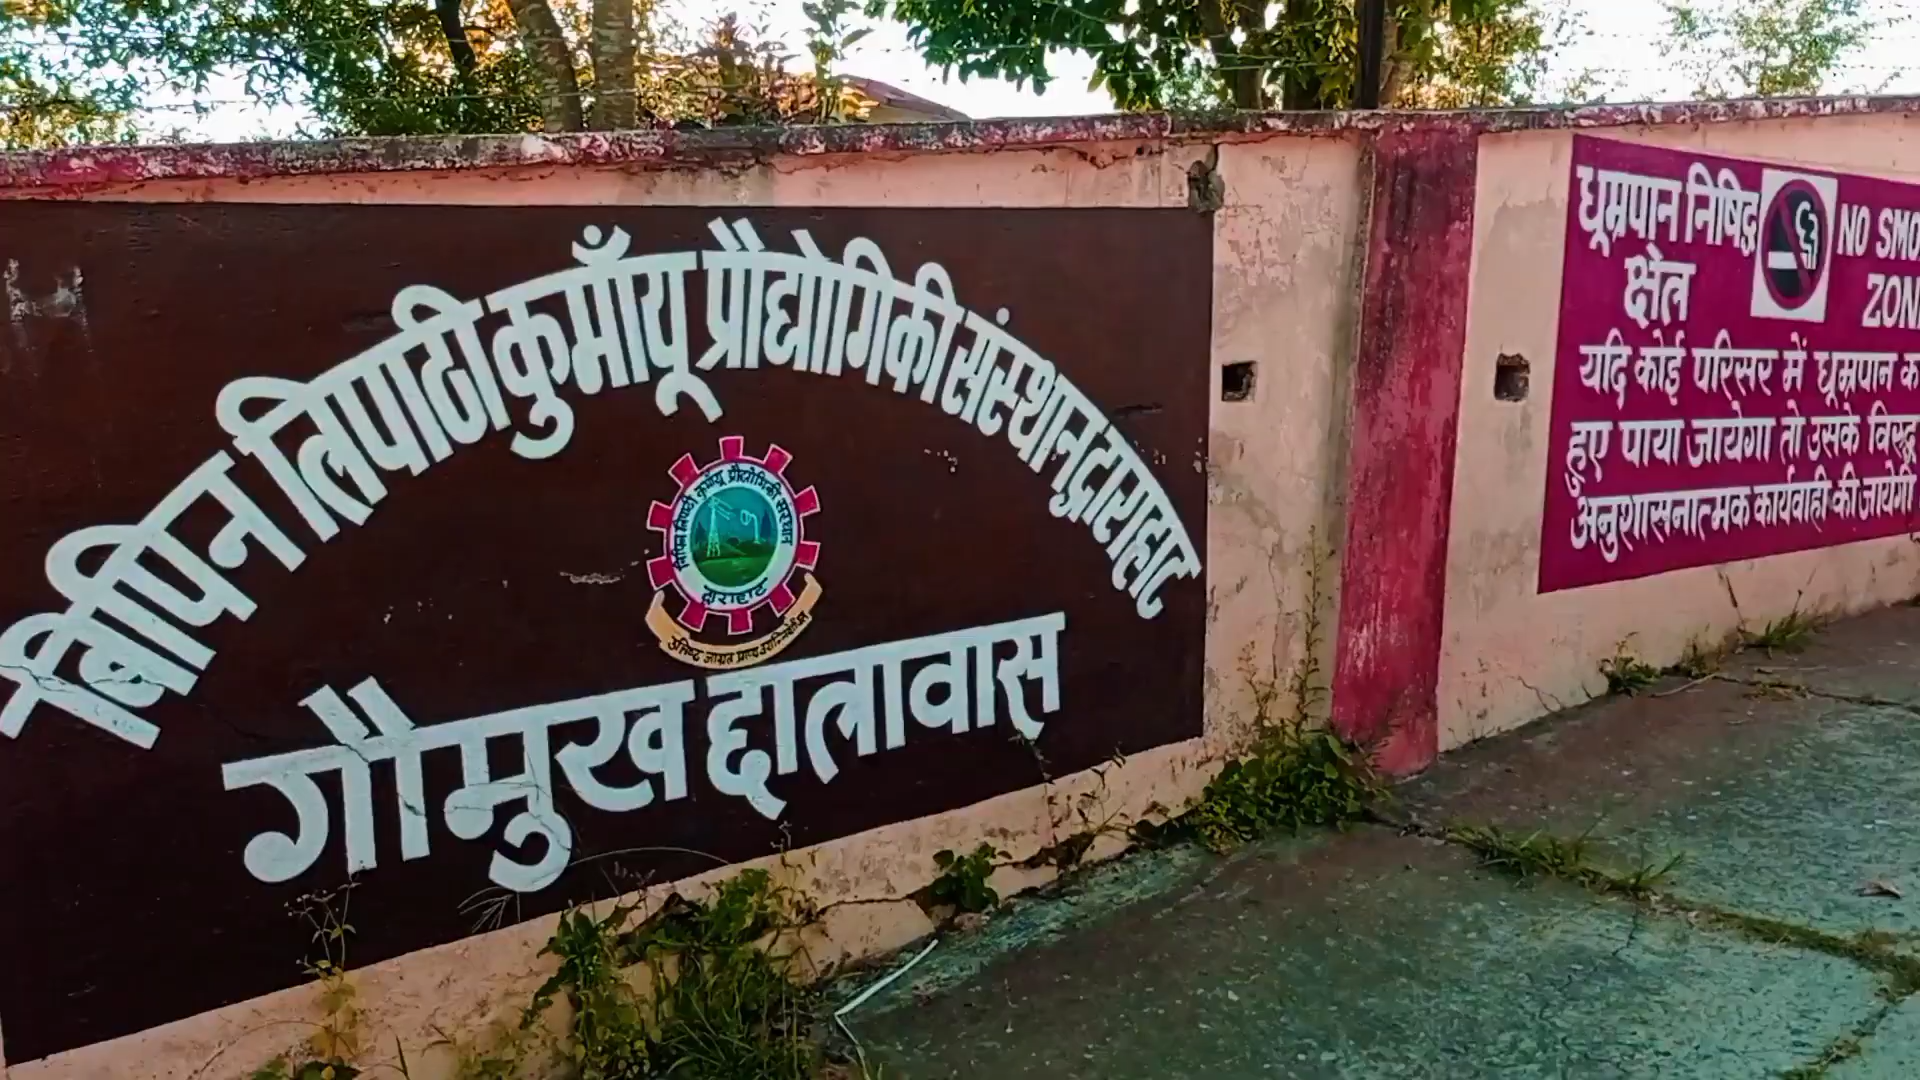 बिपिन त्रिपाठी कुमाँयू प्रौद्योगिकी संस्थान द्वाराहाट
बिपिन त्रिपाठी कुमाँयू प्रौद्योगिकी संस्थान
द्वाराहाट
गौमुख छात्रावास
धूम्रपान निषिद्ध
क्षेत्र
NO SMO
ZON
यदि कोई परिसर में धूम्रपान क
हुए पाया जायेगा तो उसके विरुद्ध
अनुशासनात्मक कार्यवाही की जायेगी